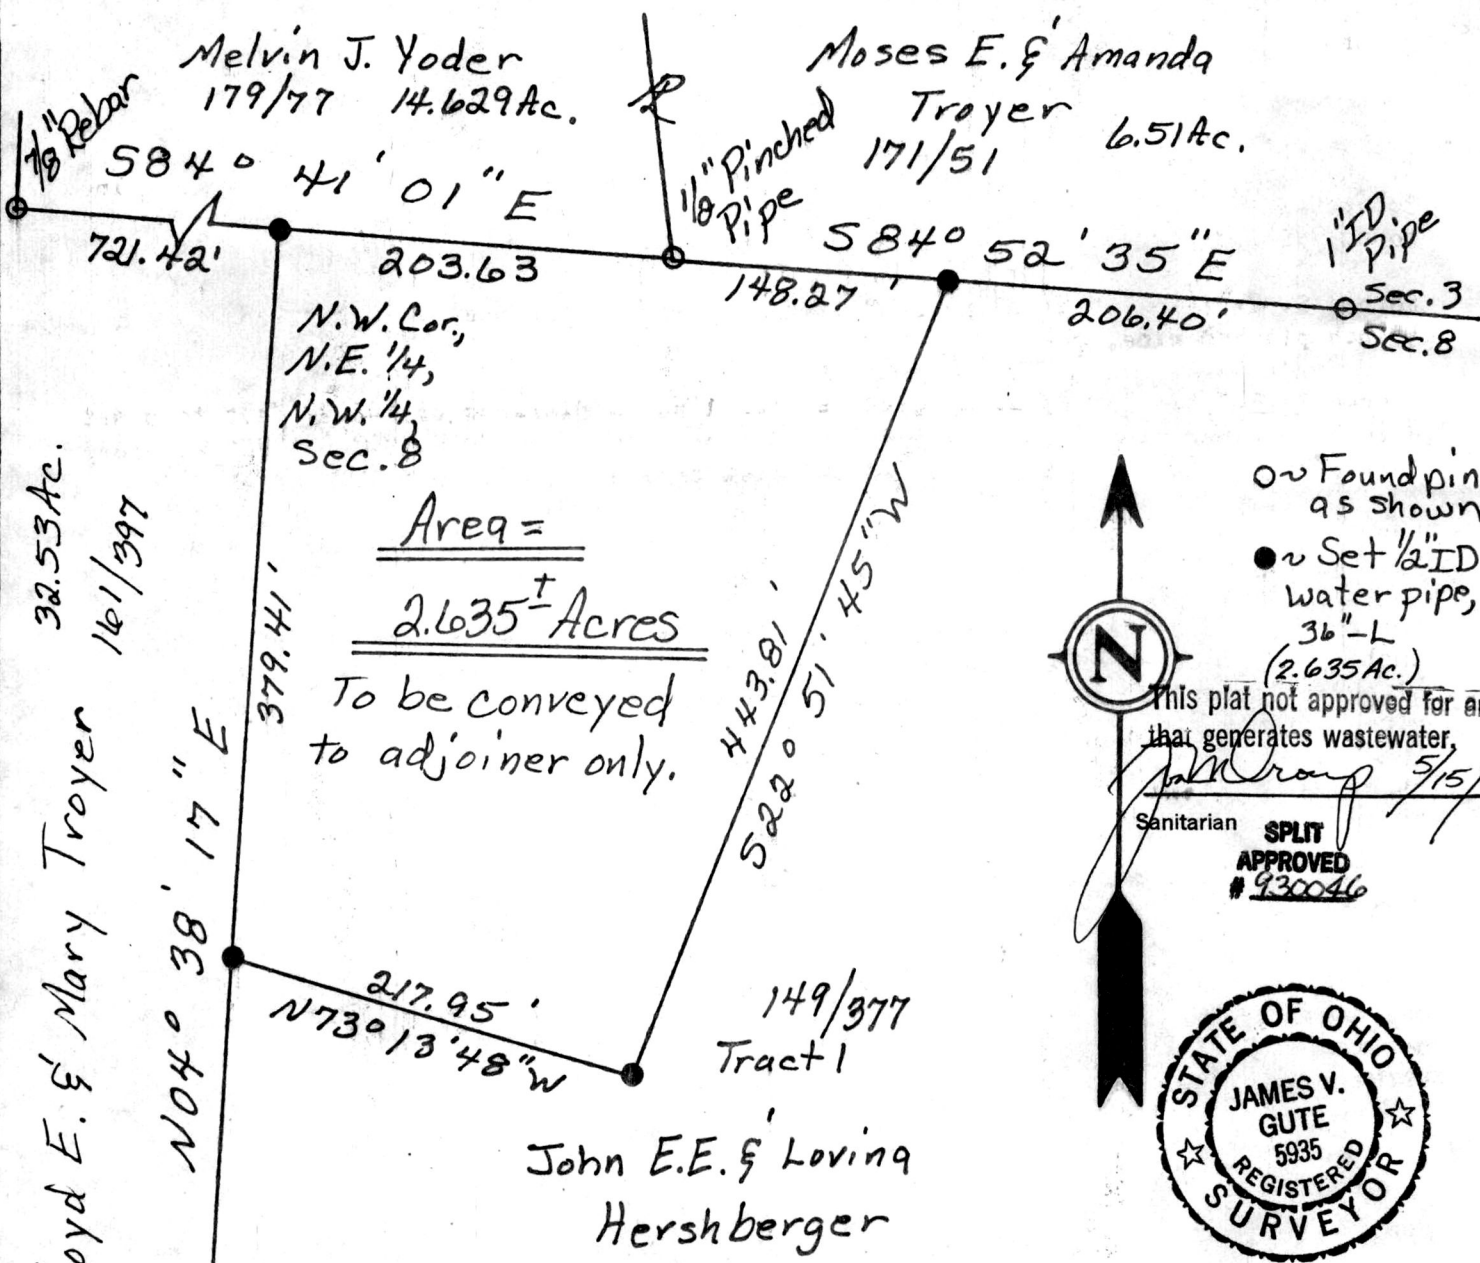 Melvin J. Yoder
179/77 14.629Ac.
Moses E. & Amanda
Troyer
171/51
6.51Ac.
7/8" Rebar
S84° 41' 01" E
721.42'
203.63
1/8" Pinched
Pipe
S84° 52' 35" E
148.27'
206.40'
1" ID
Pipe
Sec. 3
Sec. 8
N.W. Cor.,
N.E. 1/4,
N.W. 1/4,
Sec. 8
Area =
2.635± Acres
To be conveyed
to adjoiner only.
379.41'
N04° 38' 17" E
32.53Ac.
161/397
oyd E. & Mary Troyer
443.81'
S22° 51' 45" W
217.95'
N73° 13' 48" W
149/377
Tract 1
John E.E. & Lovina
Hershberger
O~ Found pin
as shown
●~ Set 1/2" ID
water pipe,
36"-L
N
(2.635Ac.)
This plat not approved for
that generates wastewater.
5/15/
Sanitarian
SPLIT
APPROVED
# 930046
STATE OF OHIO
JAMES V.
GUTE
5935
REGISTERED
SURVEYOR